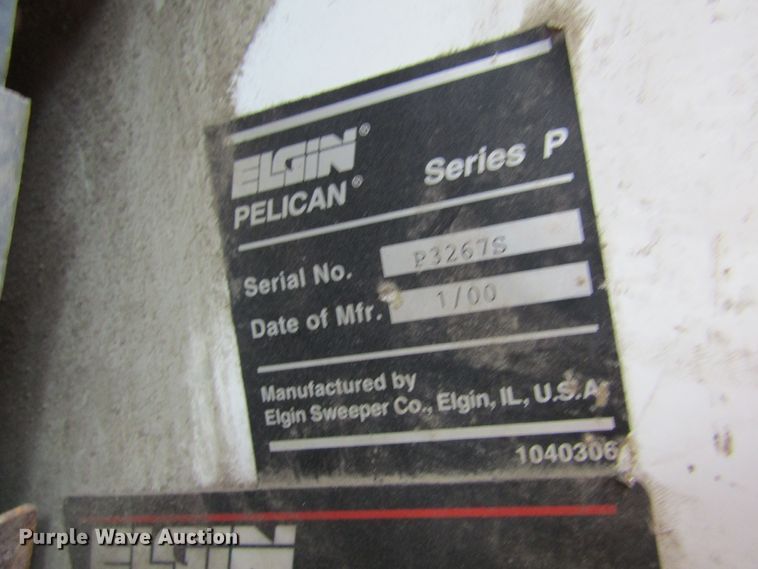 ELGIN®
PELICAN® Series P
Serial No. P3267S
Date of Mfr. 1/00
Manufactured by
Elgin Sweeper Co., Elgin, IL, U.S.A.
1040306
ELGIN
Purple Wave Auction